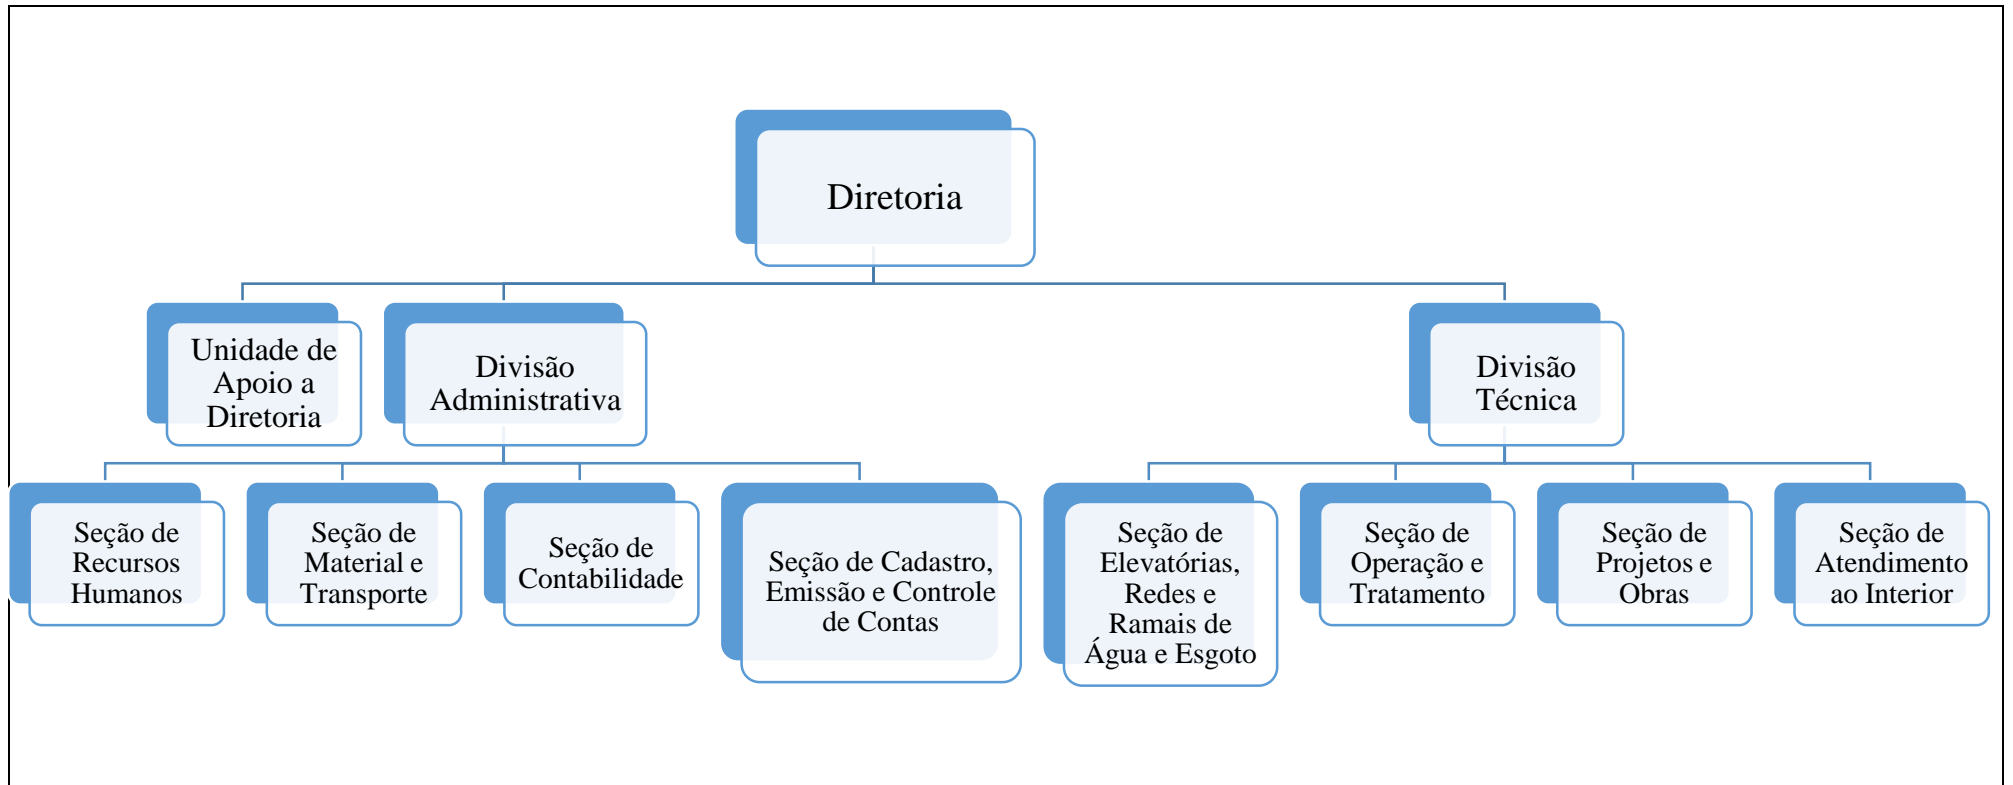 Diretoria
Unidade de
Apoio a
Diretoria
Divisão
Administrativa
Divisão
Técnica
Seção de
Recursos
Humanos
Seção de
Material e
Transporte
Seção de
Contabilidade
Seção de Cadastro,
Emissão e Controle
de Contas
Seção de
Elevatórias,
Redes e
Ramais de
Água e Esgoto
Seção de
Operação e
Tratamento
Seção de
Projetos e
Obras
Seção de
Atendimento
ao Interior